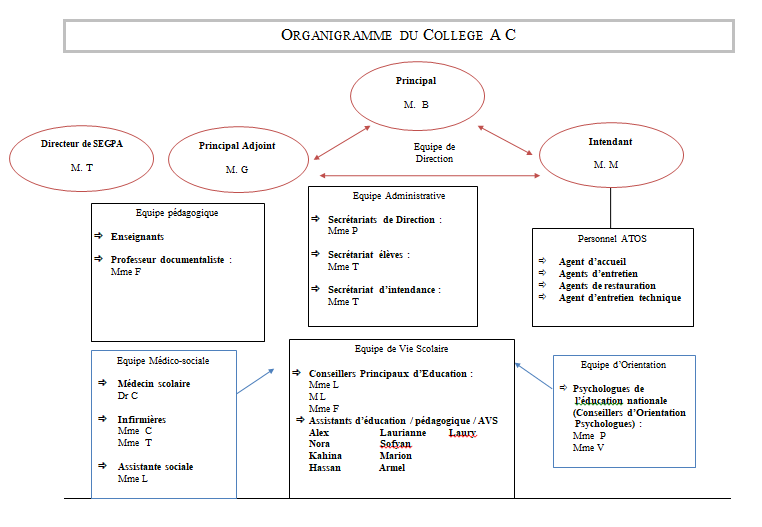 ORGANIGRAMME DU COLLEGE A C
Principal
M. B
Directeur de SEGPA
M. T
Principal Adjoint
M. G
Equipe de
Direction
Intendant
M. M
Equipe pédagogique
⇒ Enseignants
⇒ Professeur documentaliste :
Mme F
Equipe Administrative
⇒ Secrétariats de Direction :
Mme P
⇒ Secrétariat élèves :
Mme T
⇒ Secrétariat d’intendance :
Mme T
Personnel ATOS
⇒ Agent d’accueil
⇒ Agents d’entretien
⇒ Agents de restauration
⇒ Agent d’entretien technique
Equipe Médico-sociale
⇒ Médecin scolaire
Dr C
⇒ Infirmières
Mme C
Mme T
⇒ Assistante sociale
Mme L
Equipe de Vie Scolaire
⇒ Conseillers Principaux d’Education :
Mme L
M L
Mme F
⇒ Assistants d’éducation / pédagogique / AVS
Alex Laurianne Laury
Nora Sofyan
Kahina Marion
Hassan Armel
Equipe d’Orientation
⇒ Psychologues de
l’éducation nationale
(Conseillers d’Orientation
Psychologues) :
Mme P
Mme V